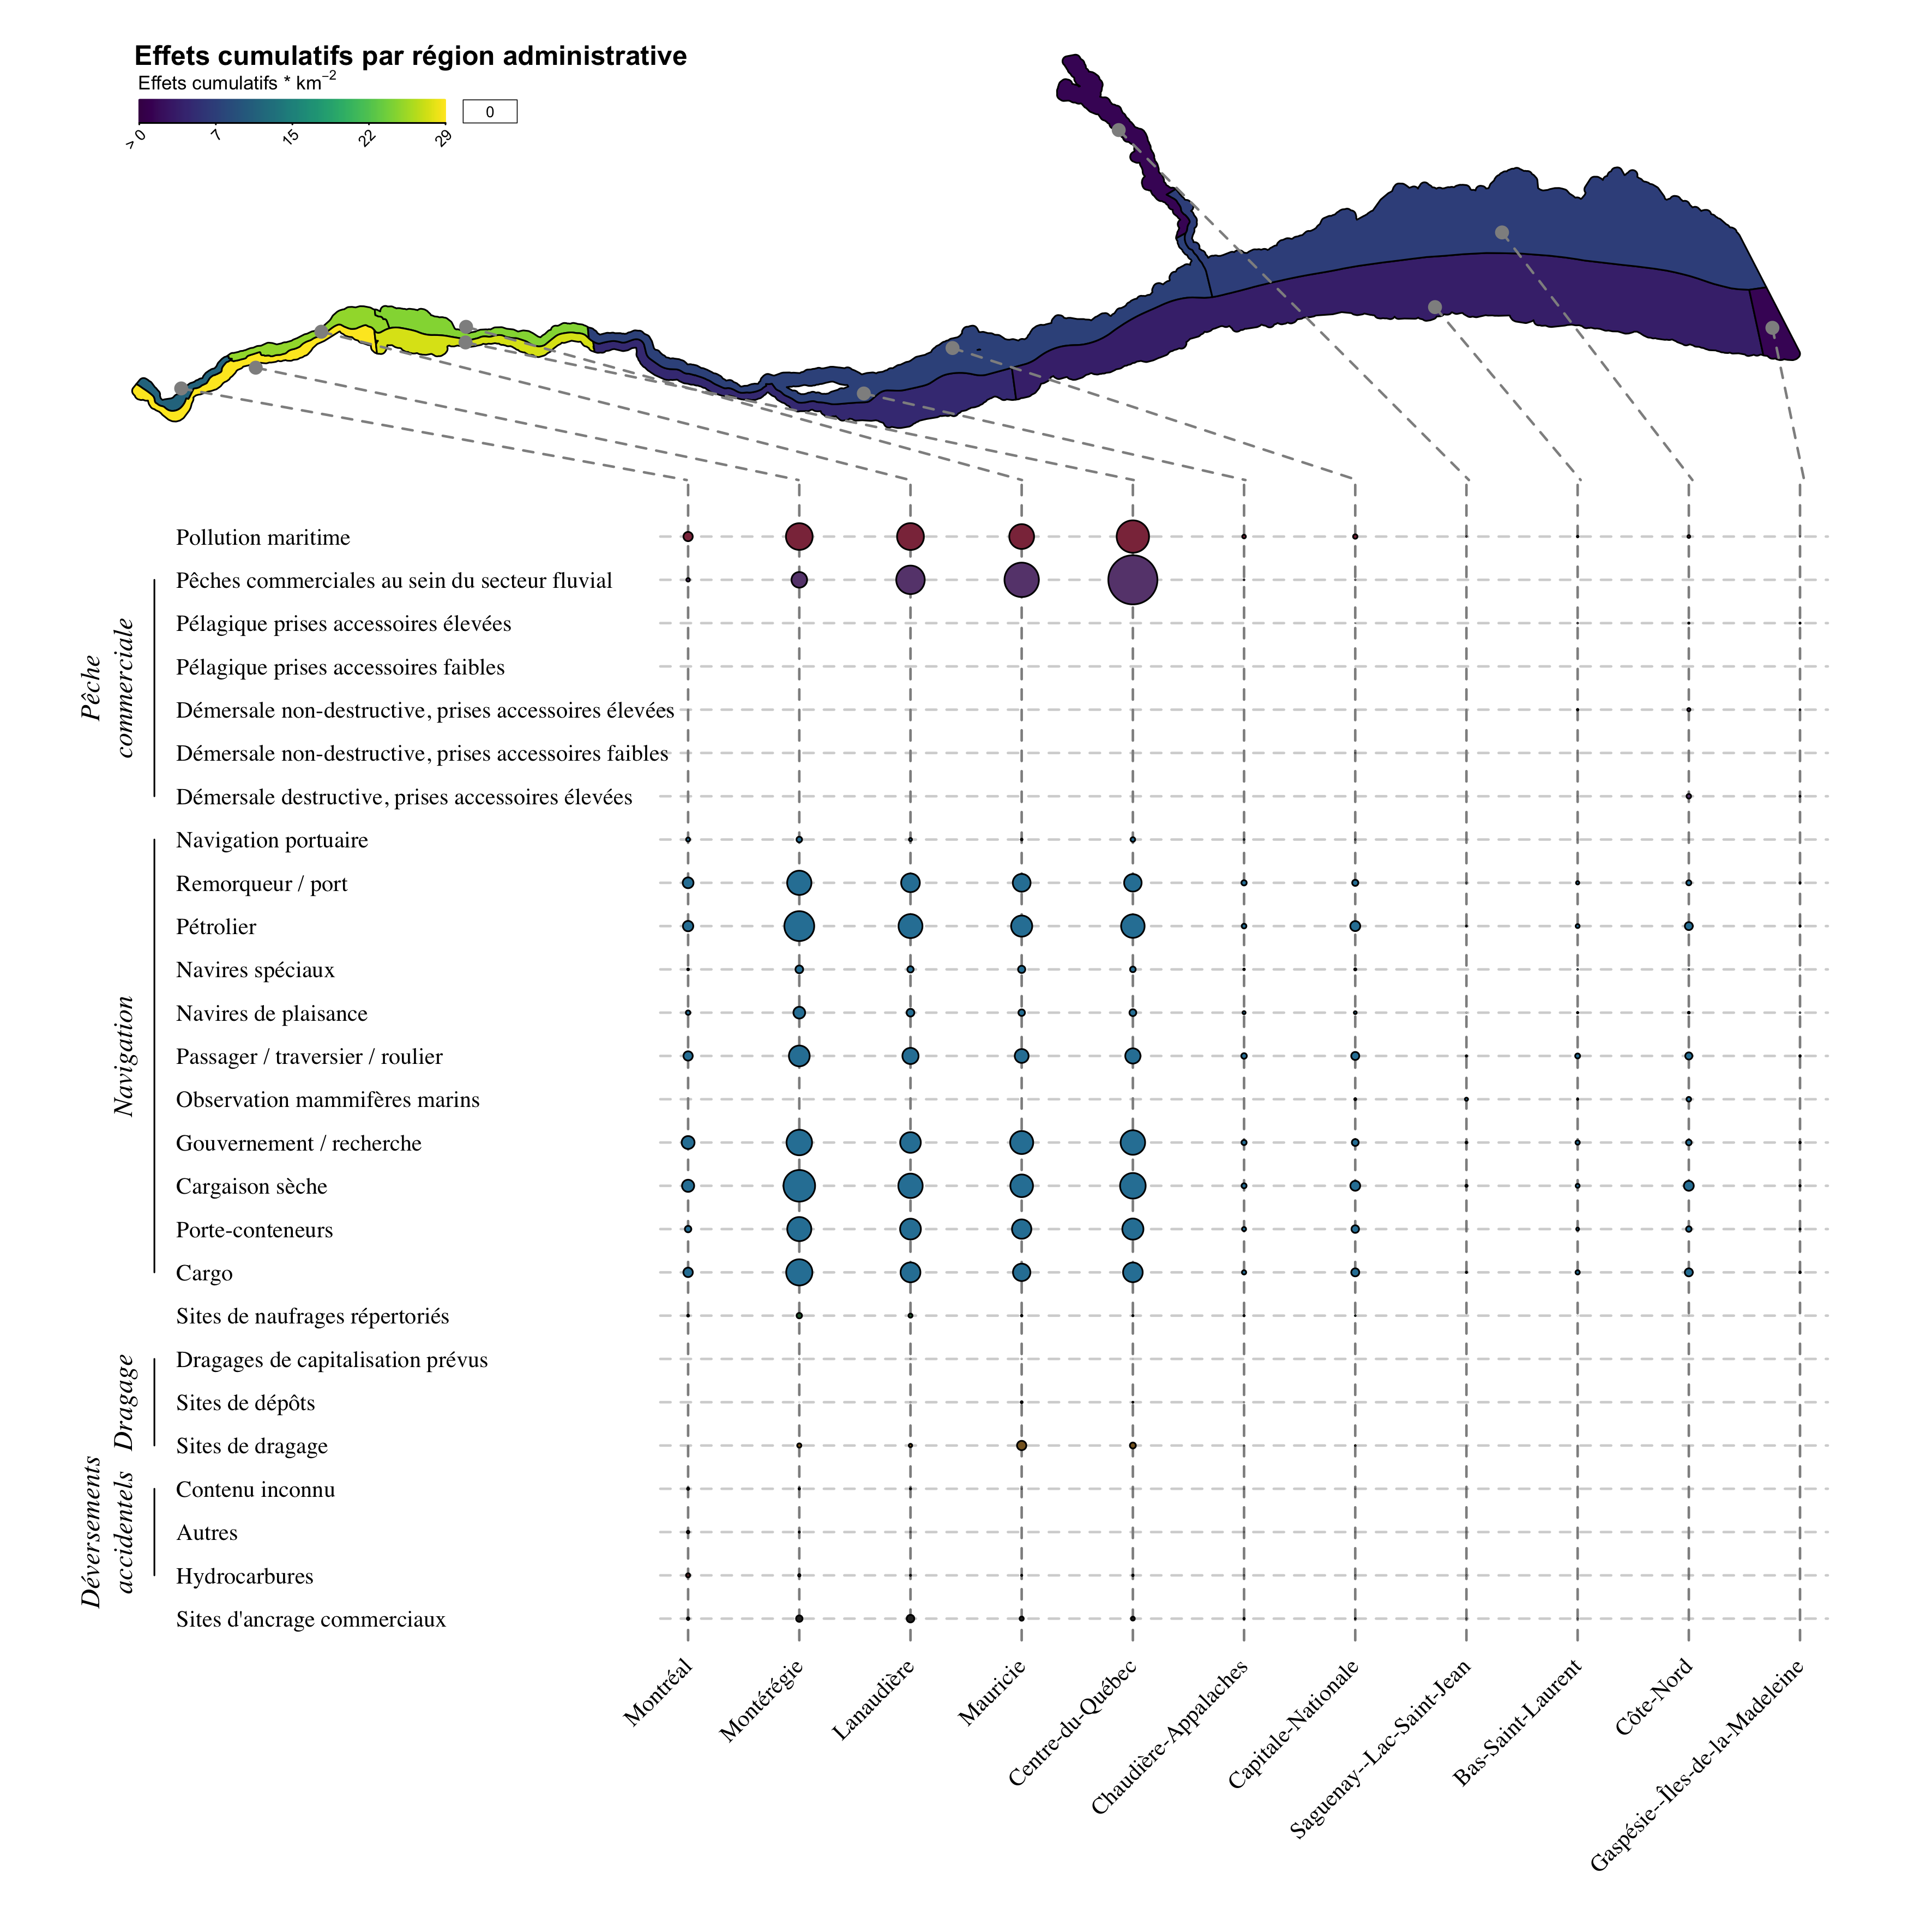 Effets cumulatifs par région administrative
Effets cumulatifs * km−2
0
> 0
7
15
22
29
Pollution maritime
Pêche
commerciale
Pêches commerciales au sein du secteur fluvial
Pélagique prises accessoires élevées
Pélagique prises accessoires faibles
Démersale non-destructive, prises accessoires élevées
Démersale non-destructive, prises accessoires faibles
Démersale destructive, prises accessoires élevées
Navigation
Navigation portuaire
Remorqueur / port
Pétrolier
Navires spéciaux
Navires de plaisance
Passager / traversier / roulier
Observation mammifères marins
Gouvernement / recherche
Cargaison sèche
Porte-conteneurs
Cargo
Sites de naufrages répertoriés
Dragage
Dragages de capitalisation prévus
Sites de dépôts
Sites de dragage
Déversements
accidentels
Contenu inconnu
Autres
Hydrocarbures
Sites d'ancrage commerciaux
Montréal
Montérégie
Lanaudière
Mauricie
Centre-du-Québec
Chaudière-Appalaches
Capitale-Nationale
Saguenay--Lac-Saint-Jean
Bas-Saint-Laurent
Côte-Nord
Gaspésie--Îles-de-la-Madeleine